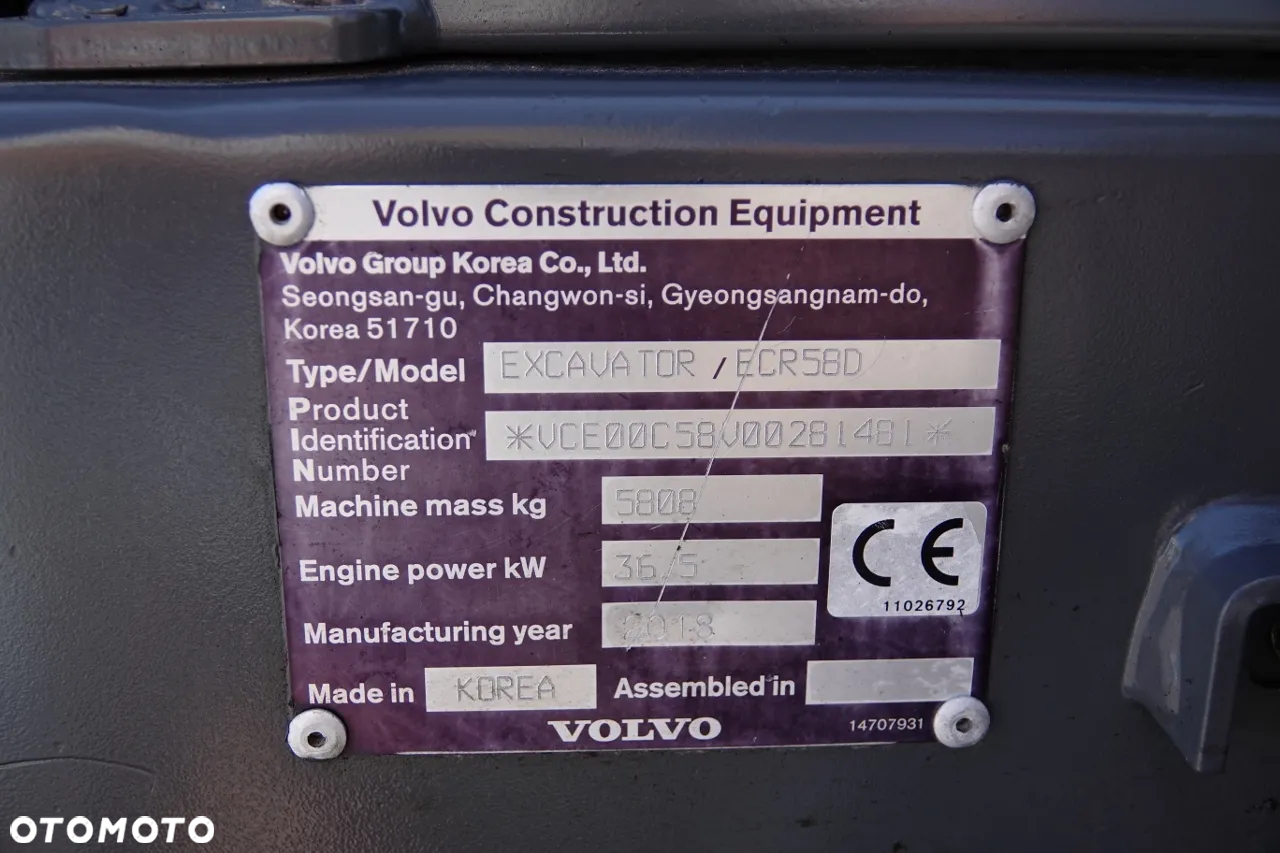 Volvo Construction Equipment
Volvo Group Korea Co., Ltd.
Seongsan-gu, Changwon-si, Gyeongsangnam-do,
Korea 51710
Type/Model EXCAVATOR / ECR58D
Product
Identification *VCE00C58V00281481*
Number
Machine mass kg 5808
Engine power kW 36.5
CE
11026792
Manufacturing year 2018
Made in KOREA Assembled in
VOLVO 14707931
OTOMOTO